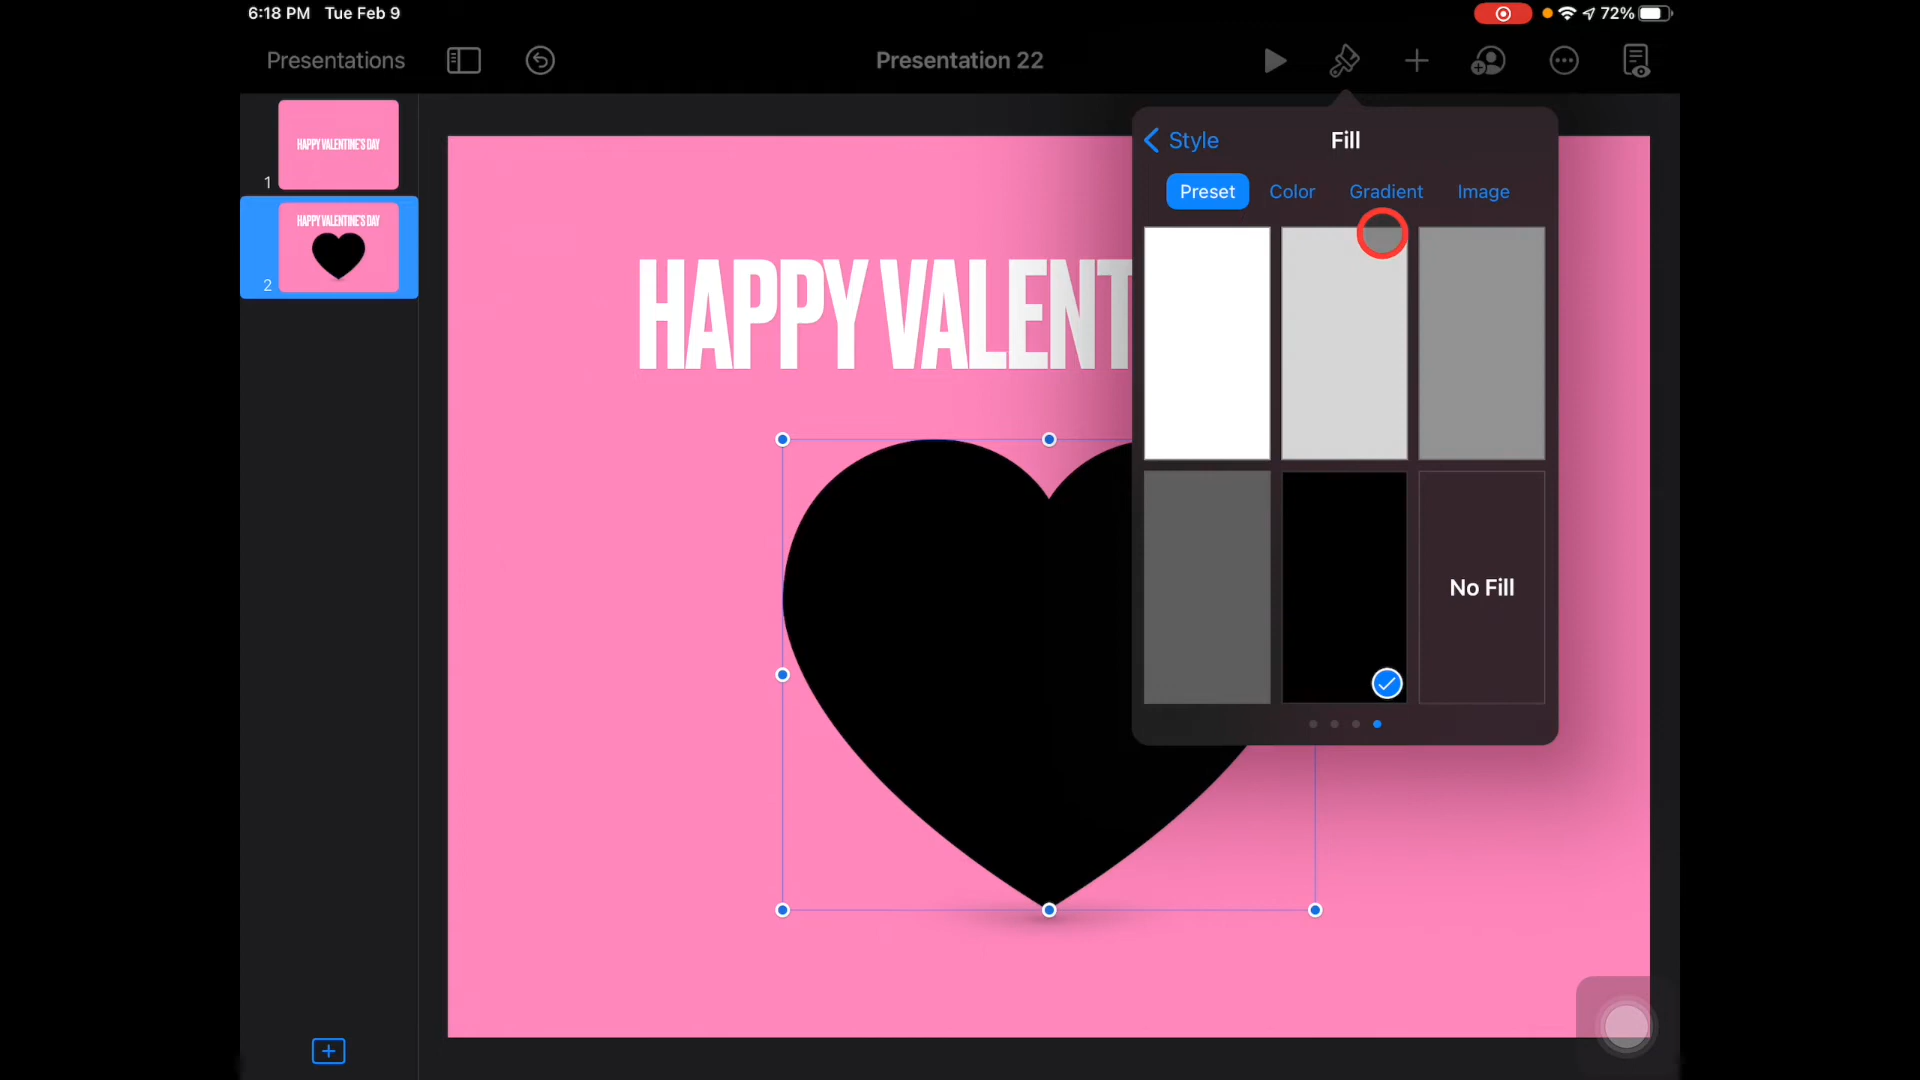 6:18 PM Tue Feb 9
72%
Presentations
Presentation 22
HAPPY VALENTINE'S DAY
1
HAPPY VALENTINE'S DAY
2
HAPPY VALENT
Style
Fill
Preset Color Gradient Image
No Fill